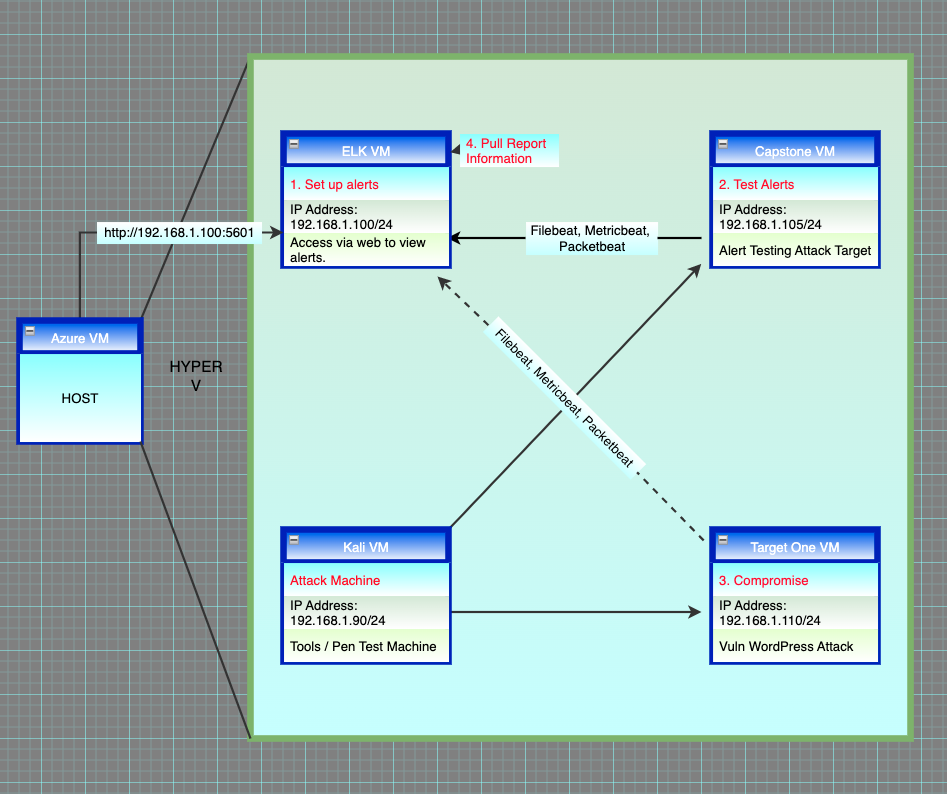 ELK VM
1. Set up alerts
IP Address:
192.168.1.100/24
Access via web to view
alerts.
4. Pull Report
Information
Capstone VM
2. Test Alerts
IP Address:
192.168.1.105/24
Alert Testing Attack Target
http://192.168.1.100:5601
Filebeat, Metricbeat,
Packetbeat
Azure VM
HOST
HYPER
V
Filebeat, Metricbeat, Packetbeat
Kali VM
Attack Machine
IP Address:
192.168.1.90/24
Tools / Pen Test Machine
Target One VM
3. Compromise
IP Address:
192.168.1.110/24
Vuln WordPress Attack